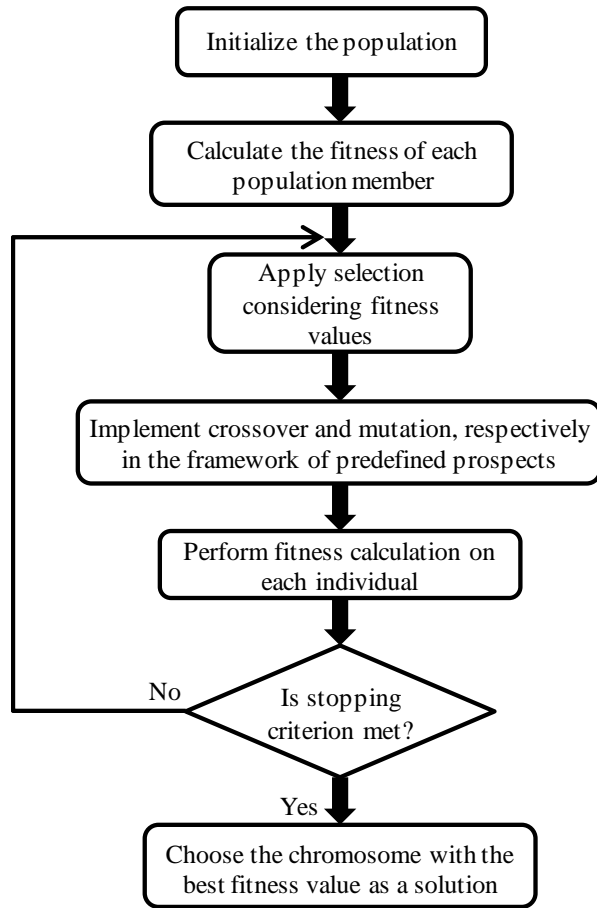 Initialize the population
Calculate the fitness of each
population member
Apply selection
considering fitness
values
Implement crossover and mutation, respectively
in the framework of predefined prospects
Perform fitness calculation on
each individual
No
Is stopping
criterion met?
Yes
Choose the chromosome with the
best fitness value as a solution